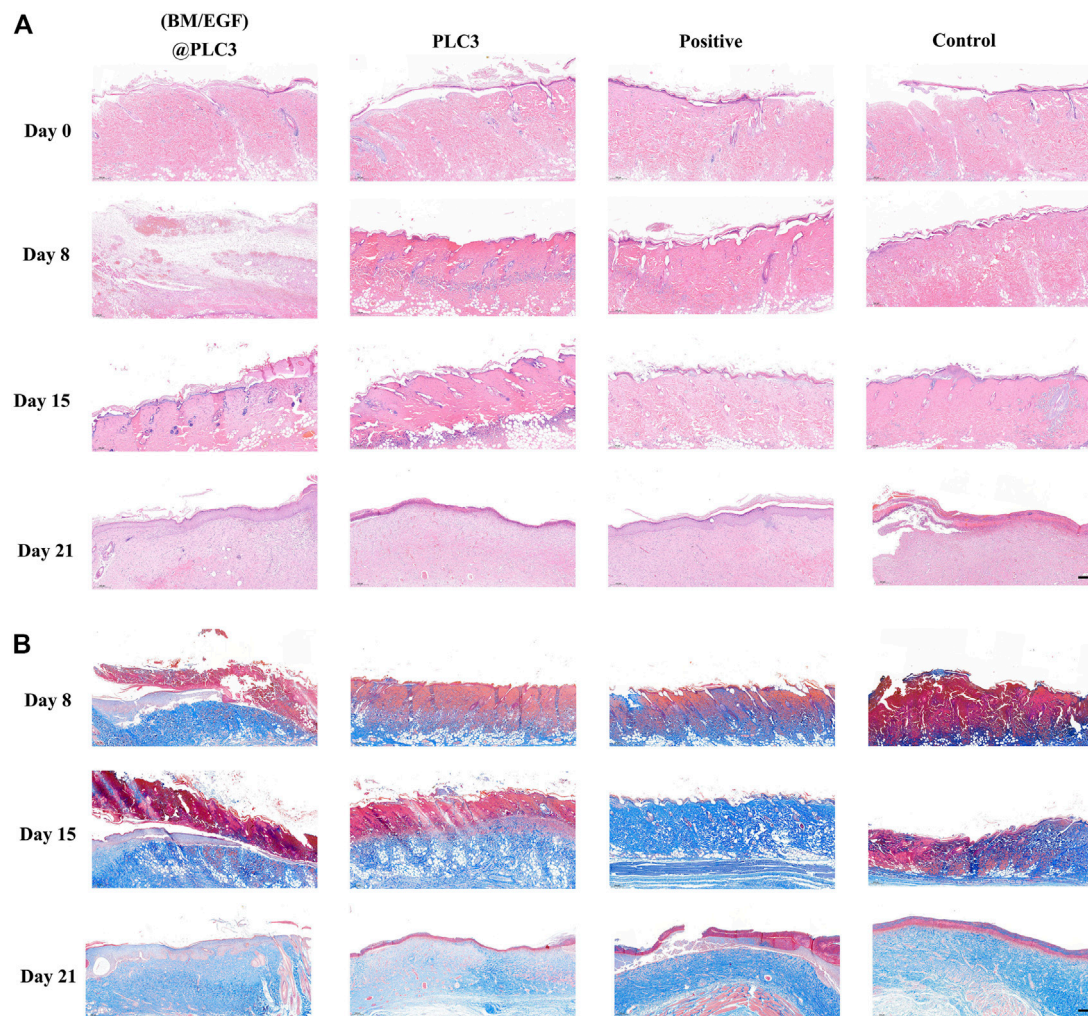 A
(BM/EGF)
@PLC3
PLC3
Positive
Control
Day 0
Day 8
Day 15
Day 21
B
Day 8
Day 15
Day 21